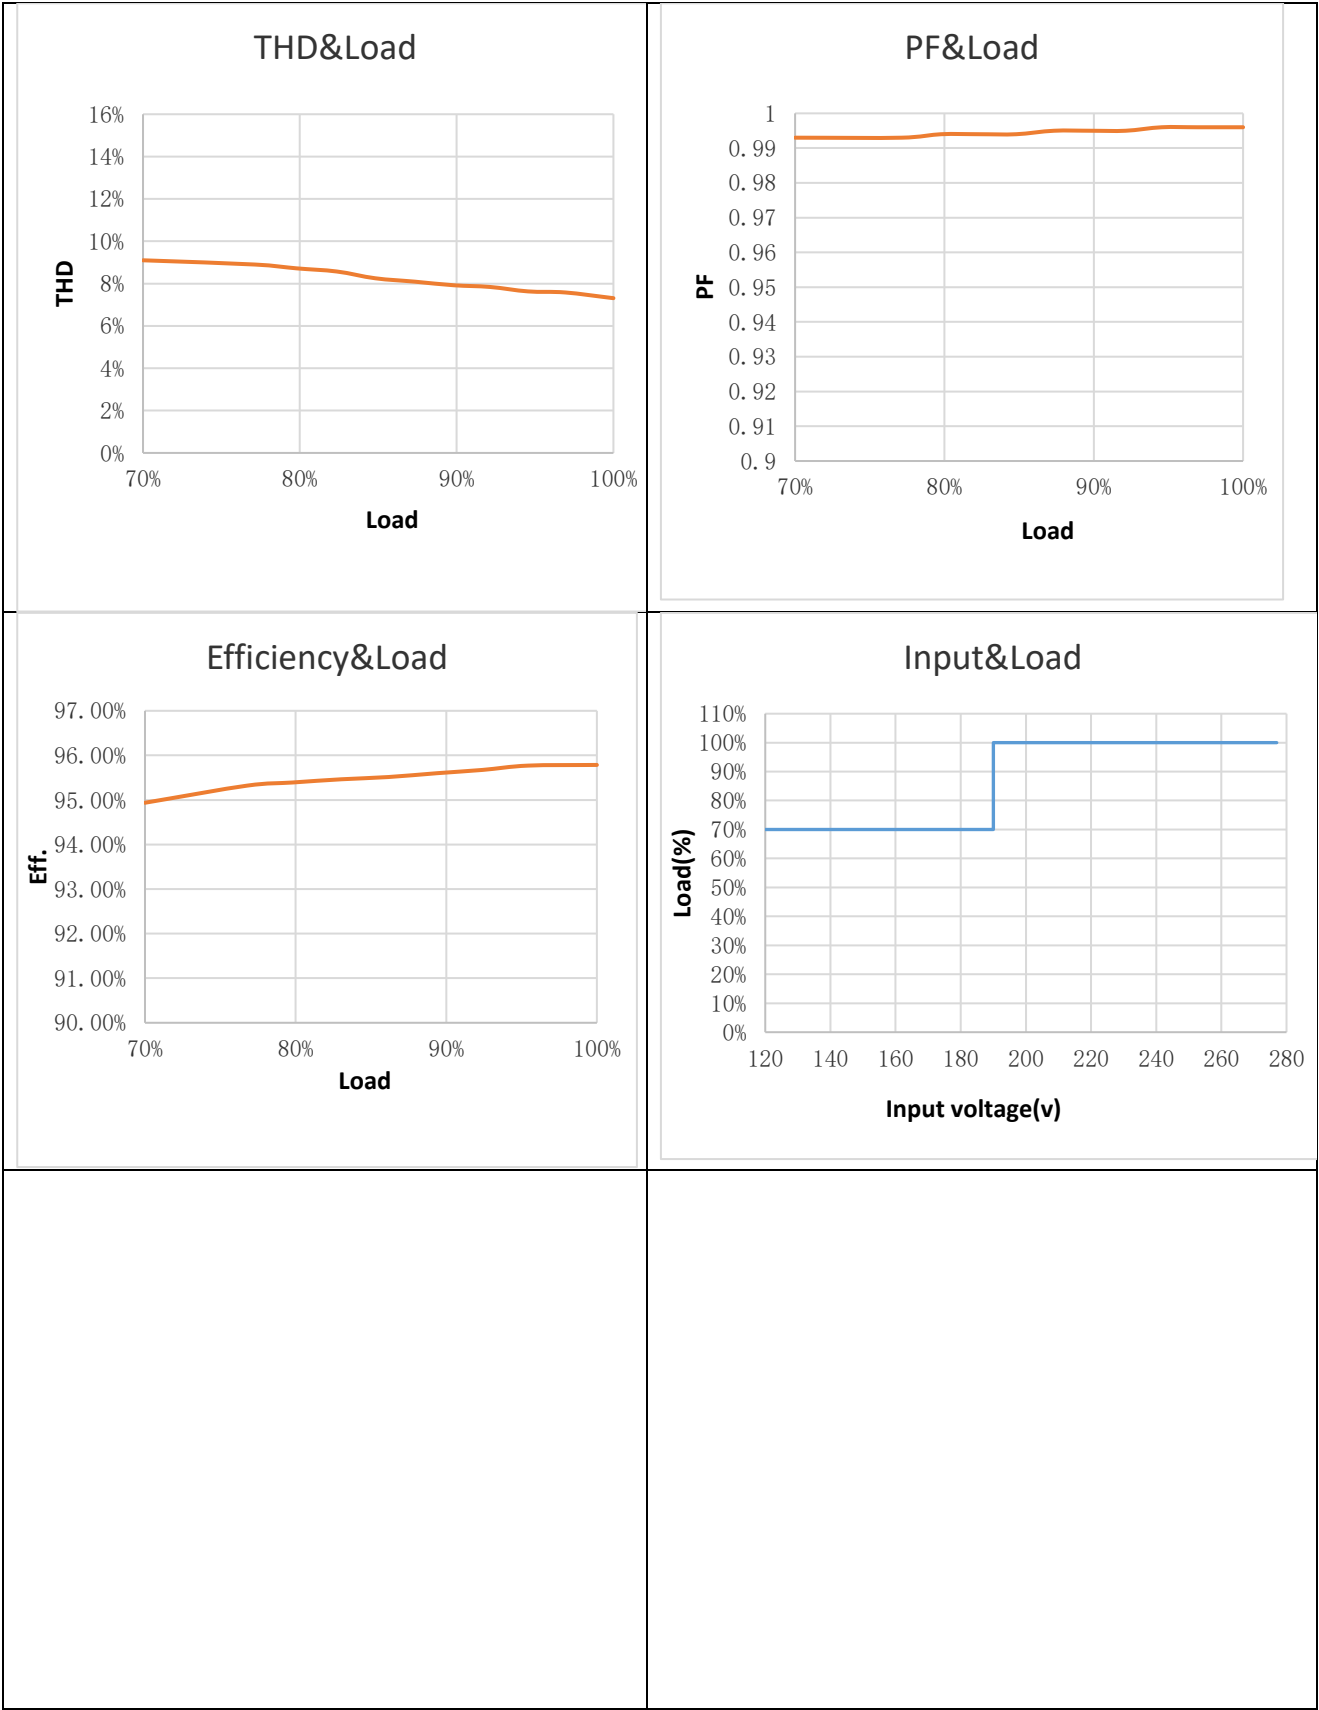 THD&Load
16%
14%
12%
10%
8%
6%
4%
2%
0%
THD
70% 80% 90% 100%
Load
PF&Load
1
0.99
0.98
0.97
0.96
0.95
0.94
0.93
0.92
0.91
0.9
PF
70% 80% 90% 100%
Load
Efficiency&Load
97.00%
96.00%
95.00%
94.00%
93.00%
92.00%
91.00%
90.00%
Eff.
70% 80% 90% 100%
Load
Input&Load
110%
100%
90%
80%
70%
60%
50%
40%
30%
20%
10%
0%
Load(%)
120 140 160 180 200 220 240 260 280
Input voltage(v)